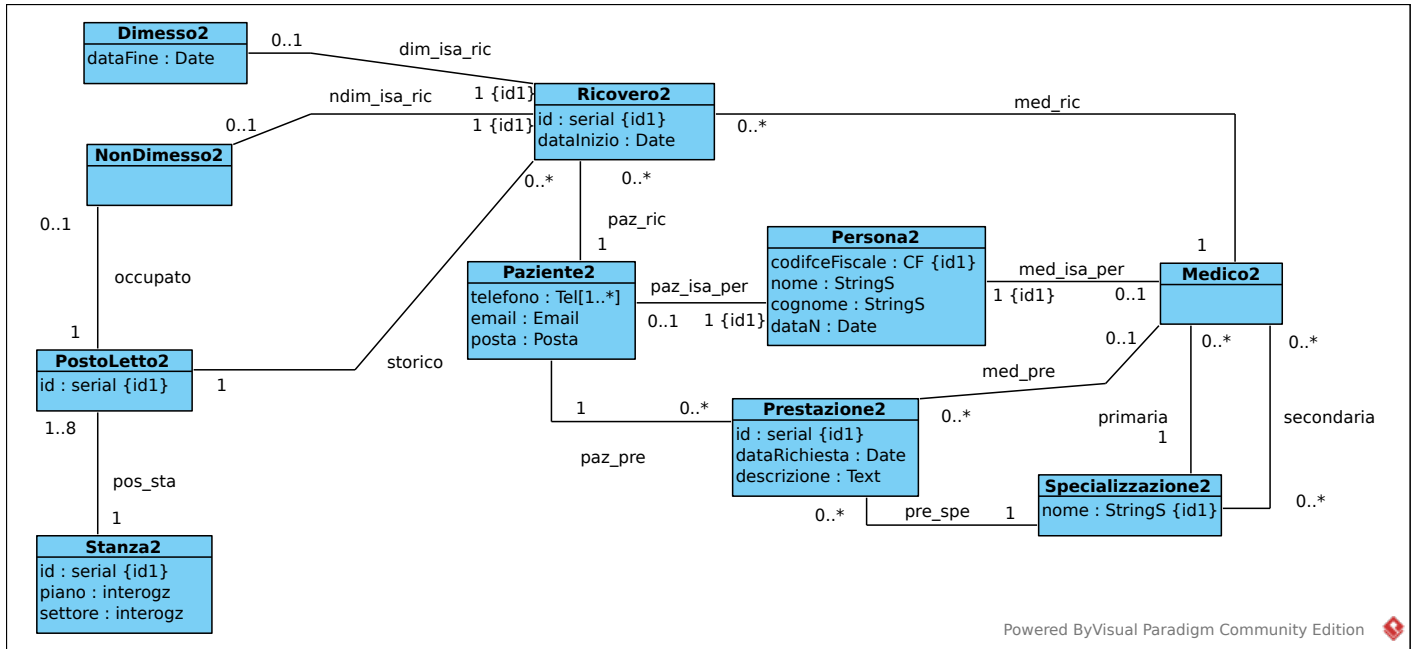 Dimesso2
dataFine : Date
0..1
dim_isa_ric
ndim_isa_ric
1 {id1}
0..1
1 {id1}
Ricovero2
id : serial {id1}
dataInizio : Date
med_ric
0..*
NonDimesso2
0..1
occupato
1
0..*
0..*
paz_ric
1
Paziente2
telefono : Tel[1..*]
email : Email
posta : Posta
paz_isa_per
0..1
1 {id1}
Persona2
codifceFiscale : CF {id1}
nome : StringS
cognome : StringS
dataN : Date
med_isa_per
1 {id1}
0..1
1
Medico2
PostoLetto2
id : serial {id1}
1
storico
1..8
pos_sta
1
Stanza2
id : serial {id1}
piano : interogz
settore : interogz
1
0..*
paz_pre
Prestazione2
id : serial {id1}
dataRichiesta : Date
descrizione : Text
med_pre
0..1
0..*
0..*
0..*
primaria
1
secondaria
0..*
Specializzazione2
nome : StringS {id1}
0..*
pre_spe
1
Powered ByVisual Paradigm Community Edition